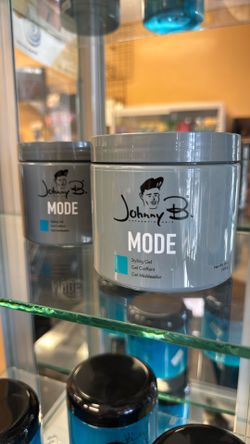 Johnny B.
MODE
Johnny B.
MODE
Styling Gel
Gel Coiffant
Gel Moldeador